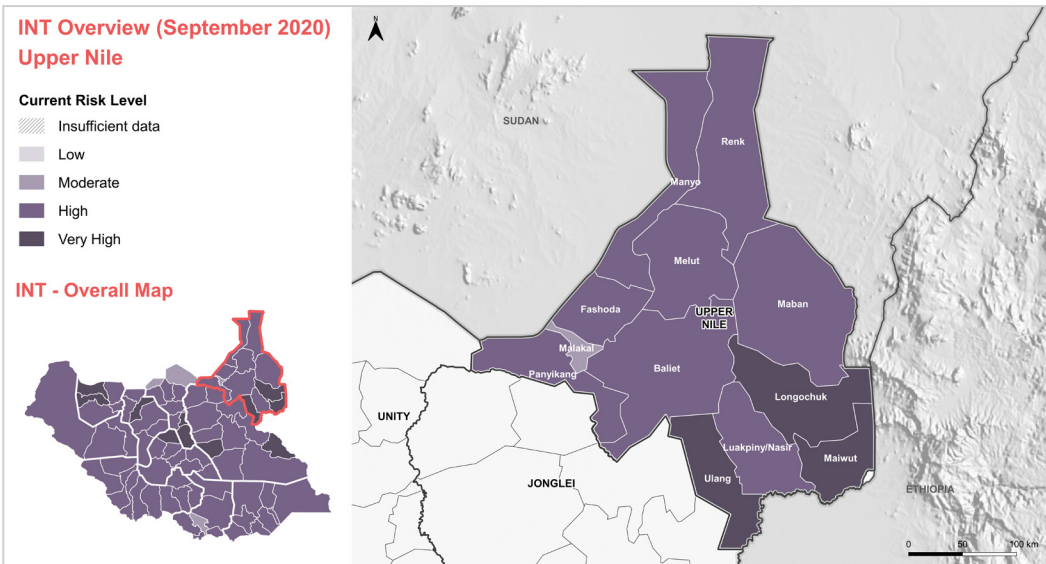 INT Overview (September 2020)
Upper Nile
Current Risk Level
Insufficient data
Low
Moderate
High
Very High
INT - Overall Map
N
SUDAN
Renk
Manyo
Melut
Maban
Fashoda
UPPER
NILE
Malakal
Baliet
Panyikang
Longochuk
UNITY
Luakpiny/Nasir
Maiwut
Ulang
JONGLEI
ETHIOPIA
0 50 100 km